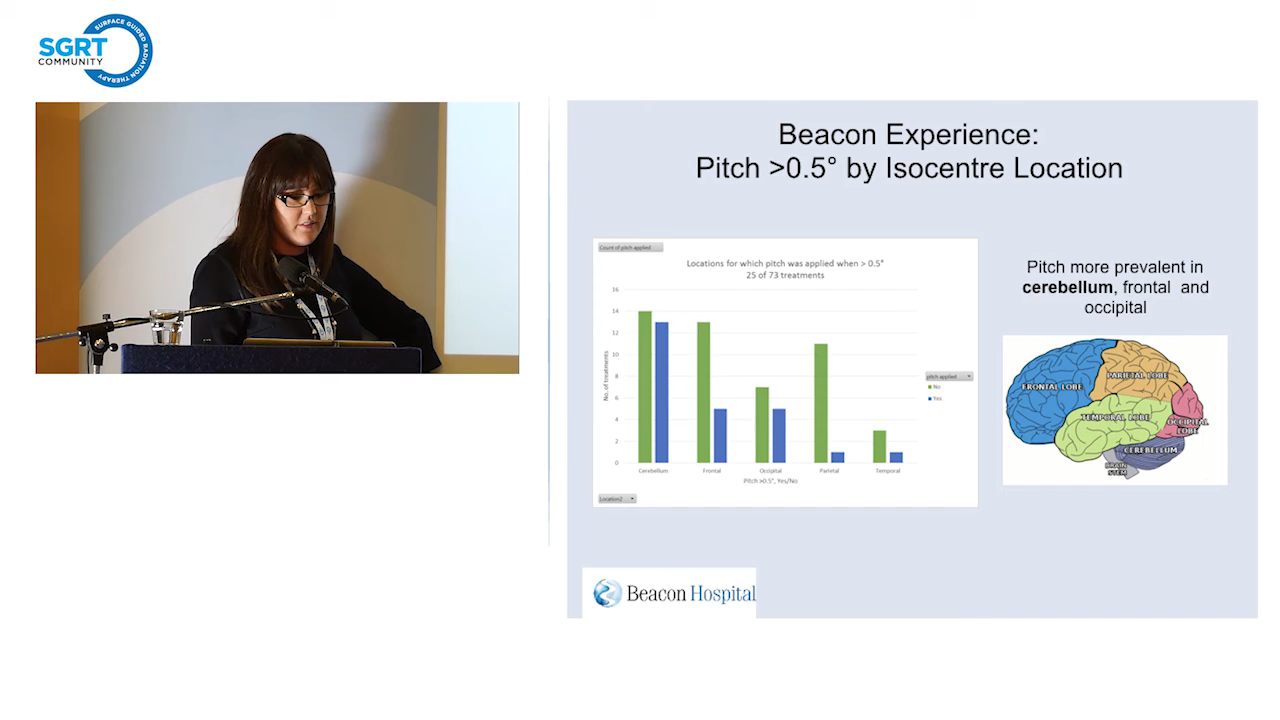 SURFACE GUIDED RADIATION THERAPY
SGRT
COMMUNITY
Beacon Experience:
Pitch >0.5° by Isocentre Location
Count of pitch applied
Locations for which pitch was applied when > 0.5°
25 of 73 treatments
16
14
12
10
8
6
4
2
0
No. of treatments
Cerebellum Frontal Occipital Parietal Temporal
Pitch >0.5°, Yes/No
pitch applied
No
Yes
Location2
Pitch more prevalent in
cerebellum, frontal and
occipital
FRONTAL LOBE
PARIETAL LOBE
TEMPORAL LOBE
OCCIPITAL
LOBE
CEREBELLUM
BRAIN
STEM
Beacon Hospital